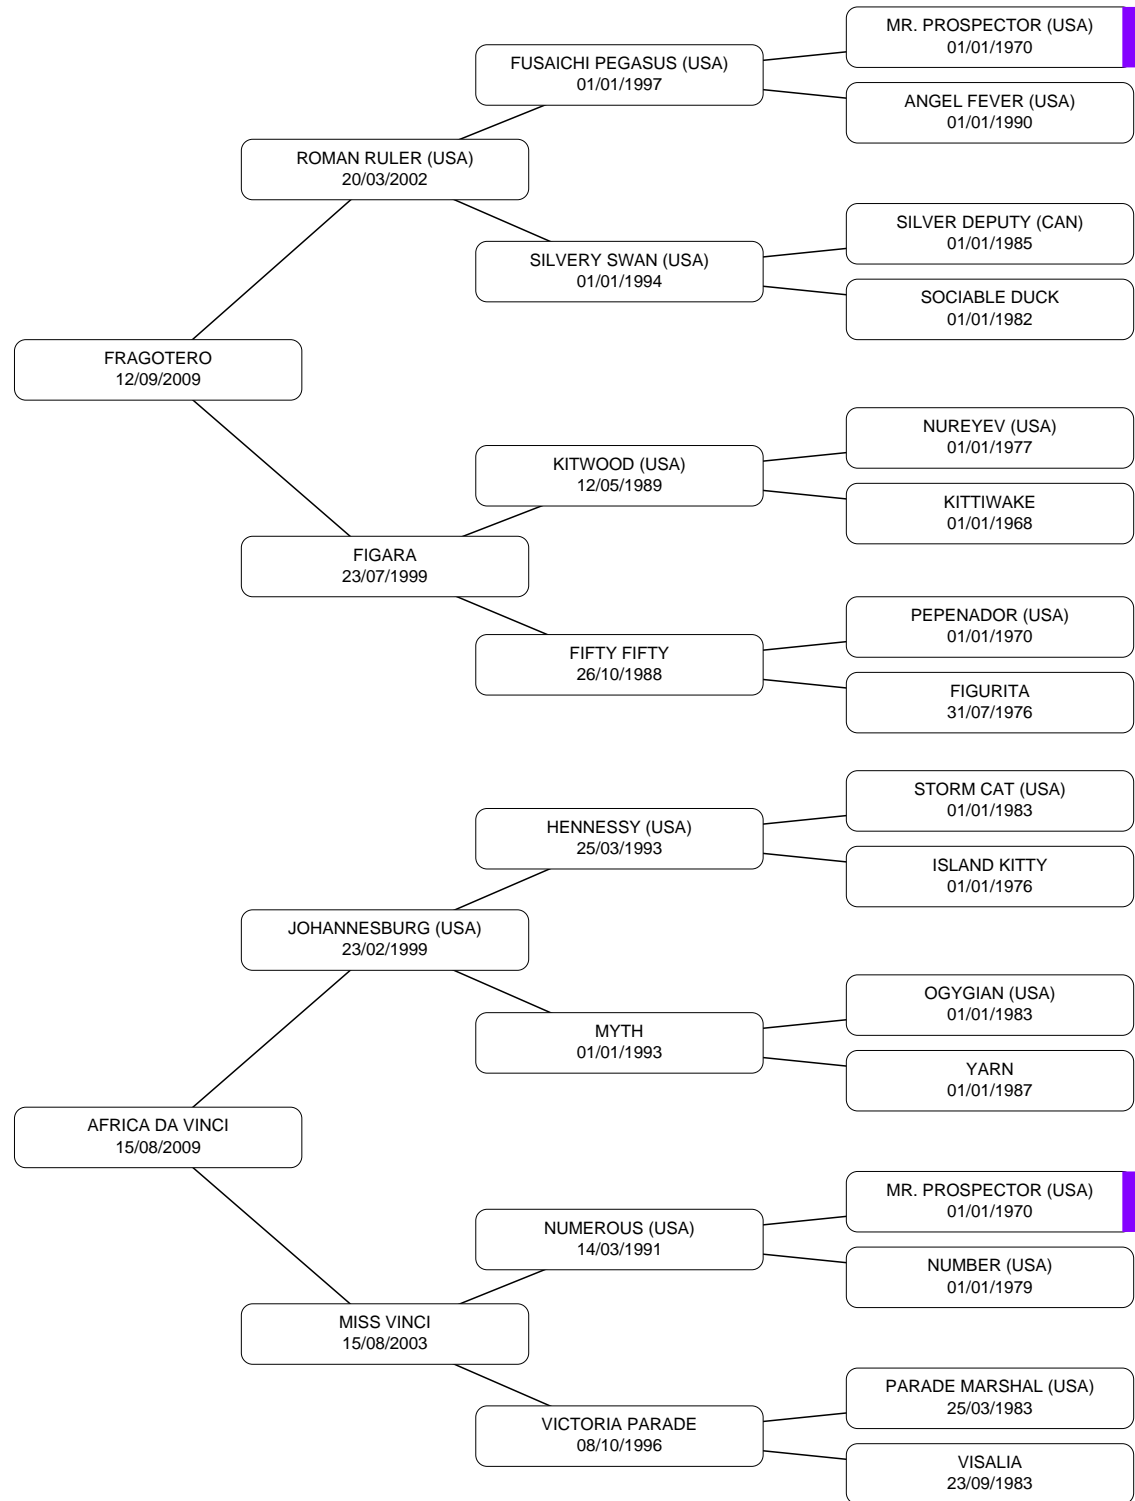 MR. PROSPECTOR (USA)
01/01/1970
FUSAICHI PEGASUS (USA)
01/01/1997
ANGEL FEVER (USA)
01/01/1990
ROMAN RULER (USA)
20/03/2002
SILVER DEPUTY (CAN)
01/01/1985
SILVERY SWAN (USA)
01/01/1994
SOCIABLE DUCK
01/01/1982
FRAGOTERO
12/09/2009
NUREYEV (USA)
01/01/1977
KITWOOD (USA)
12/05/1989
KITTIWAKE
01/01/1968
FIGARA
23/07/1999
PEPENADOR (USA)
01/01/1970
FIFTY FIFTY
26/10/1988
FIGURITA
31/07/1976
STORM CAT (USA)
01/01/1983
HENNESSY (USA)
25/03/1993
ISLAND KITTY
01/01/1976
JOHANNESBURG (USA)
23/02/1999
OGYGIAN (USA)
01/01/1983
MYTH
01/01/1993
YARN
01/01/1987
AFRICA DA VINCI
15/08/2009
MR. PROSPECTOR (USA)
01/01/1970
NUMEROUS (USA)
14/03/1991
NUMBER (USA)
01/01/1979
MISS VINCI
15/08/2003
PARADE MARSHAL (USA)
25/03/1983
VICTORIA PARADE
08/10/1996
VISALIA
23/09/1983